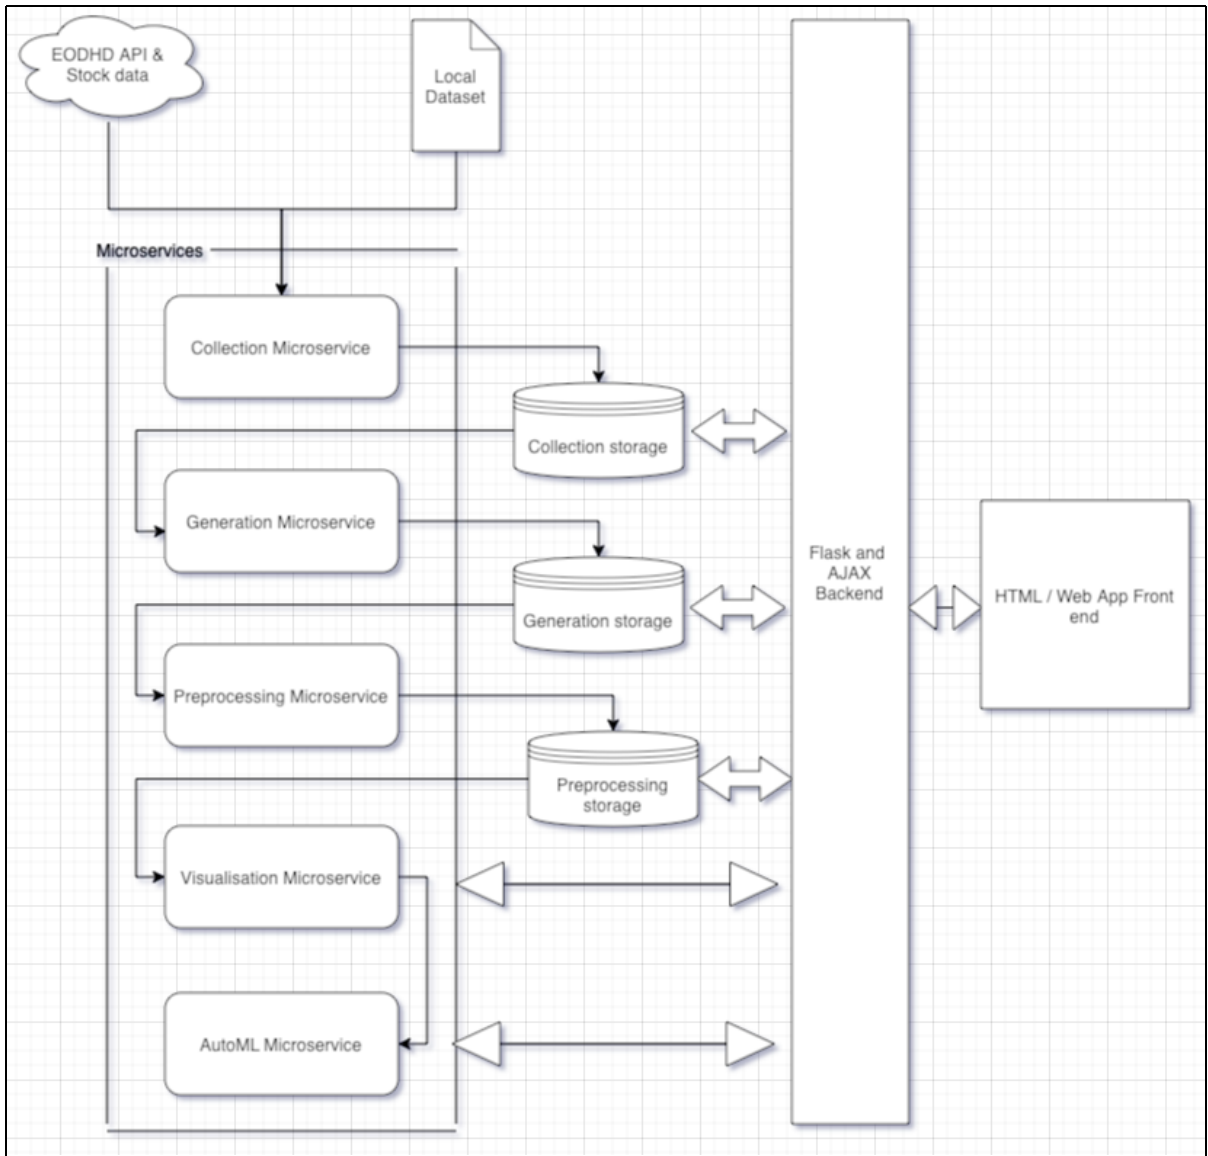 EODHD API &
Stock data
Local
Dataset
Microservices
Collection Microservice
Collection storage
Generation Microservice
Generation storage
Preprocessing Microservice
Preprocessing
storage
Visualisation Microservice
AutoML Microservice
Flask and
AJAX
Backend
HTML / Web App Front
end